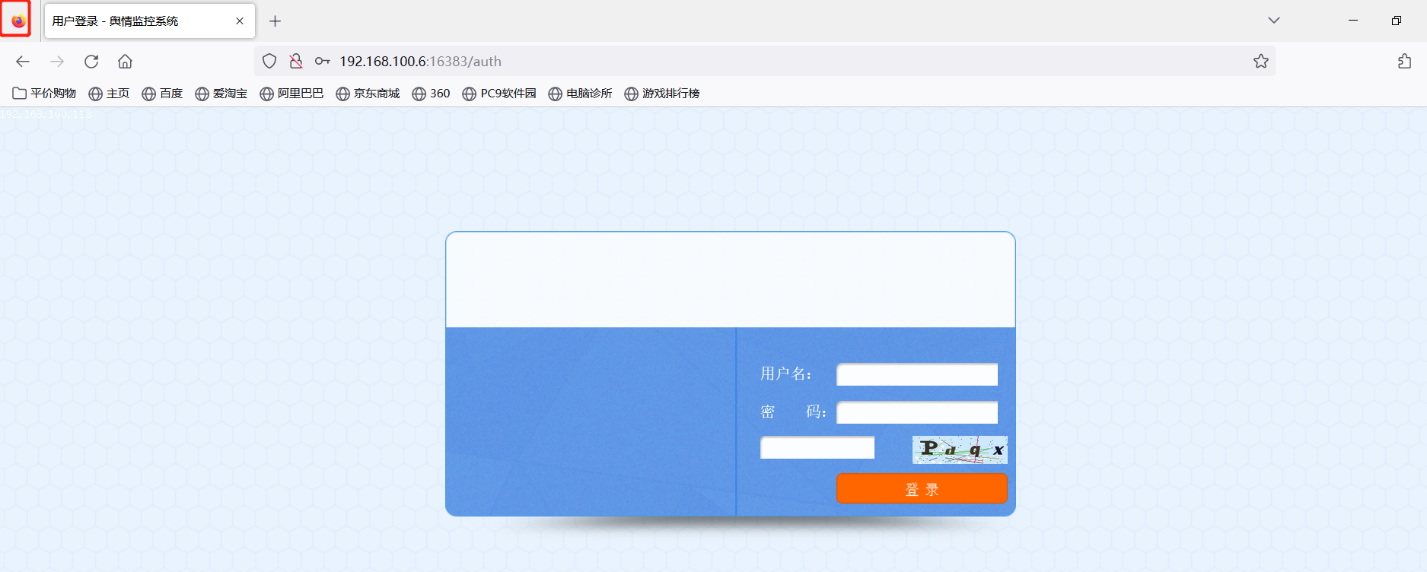 用户登录 - 舆情监控系统
192.168.100.6:16383/auth
平价购物 主页 百度 爱淘宝 阿里巴巴 京东商城 360 PC9软件园 电脑诊所 游戏排行榜
用户名：
密 码：
P a q x
登 录